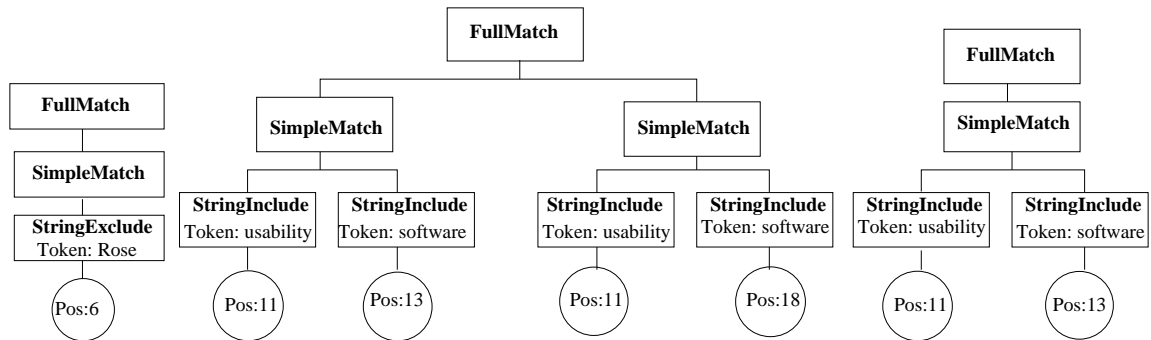 FullMatch
SimpleMatch
StringExclude
Token: Rose
Pos:6
FullMatch
SimpleMatch
StringInclude
Token: usability
Pos:11
StringInclude
Token: software
Pos:13
SimpleMatch
StringInclude
Token: usability
Pos:11
StringInclude
Token: software
Pos:18
FullMatch
SimpleMatch
StringInclude
Token: usability
Pos:11
StringInclude
Token: software
Pos:13